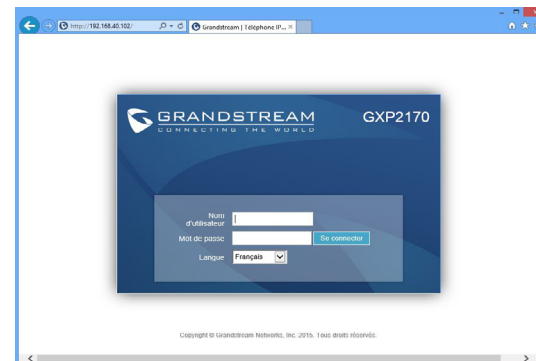 http://192.168.40.102/
Grandstream | Téléphone IP...
GRANDSTREAM
CONNECTING THE WORLD
GXP2170
Nom d'utilisateur
Mot de passe
Se connecter
Langue
Français
Copyright © Grandstream Networks, Inc. 2015. Tous droits réservés.